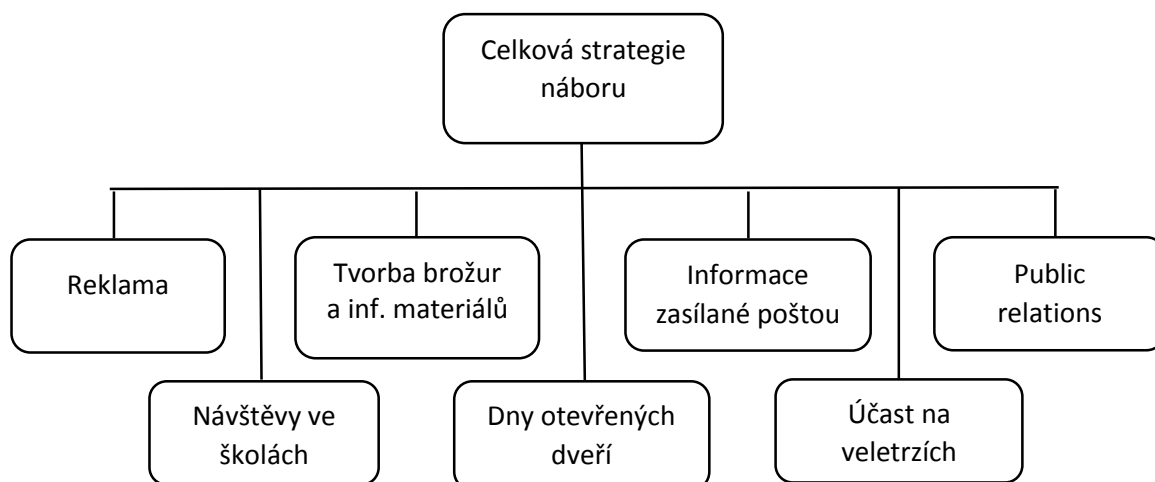 Celková strategie
náboru
Reklama
Tvorba brožur
a inf. materiálů
Informace
zasílané poštou
Public
relations
Návštěvy ve
školách
Dny otevřených
dveří
Účast na
veletrzích